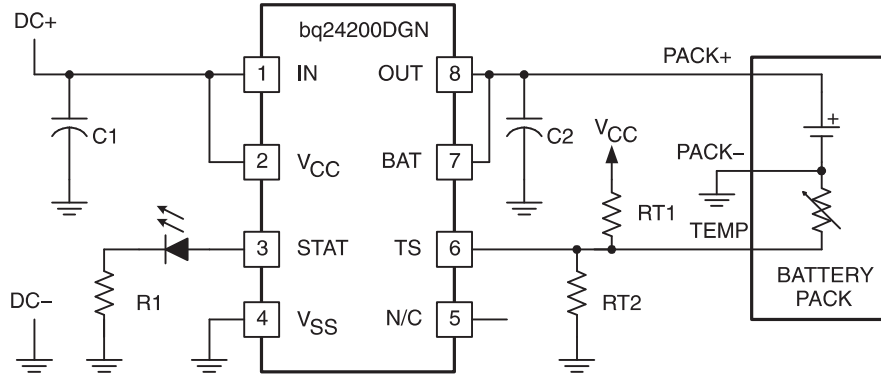 DC+
bq24200DGN
1 IN OUT 8
PACK+
C1
C2
+
VCC
2 VCC BAT 7
PACK–
RT1
3 STAT TS 6
TEMP
R1
RT2
BATTERY
PACK
DC–
4 VSS N/C 5